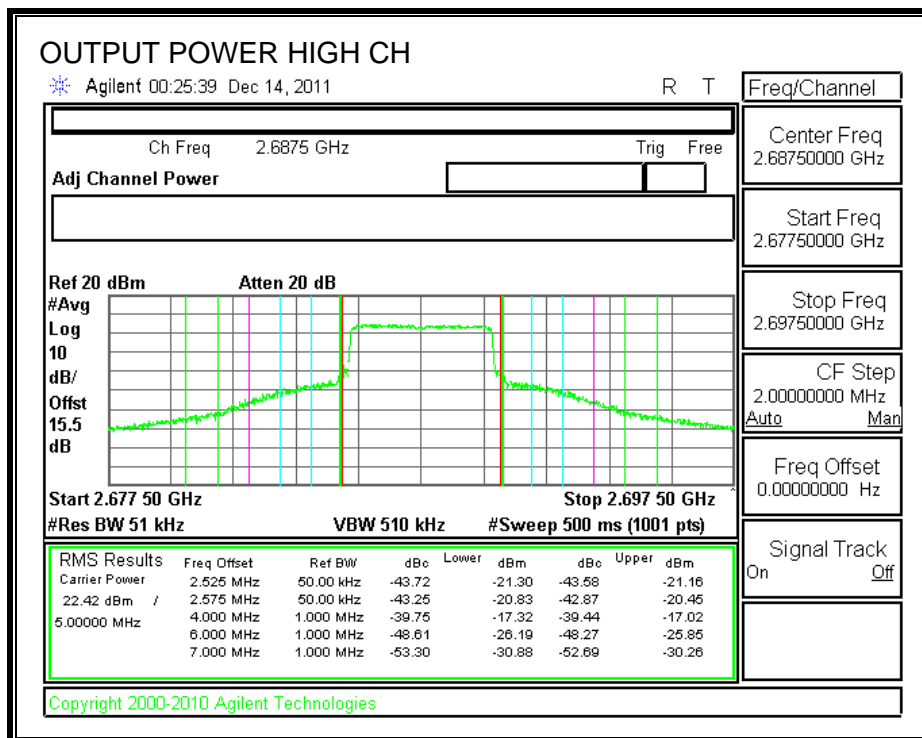 OUTPUT POWER HIGH CH
Agilent 00:25:39 Dec 14, 2011 R T
Freq/Channel
Ch Freq 2.6875 GHz Trig Free
Adj Channel Power
Center Freq
2.68750000 GHz
Start Freq
2.67750000 GHz
Stop Freq
2.69750000 GHz
CF Step
2.00000000 MHz
Auto Man
Freq Offset
0.00000000 Hz
Signal Track
On Off
Ref 20 dBm Atten 20 dB
#Avg
Log
10
dB/
Offst
15.5
dB
Start 2.677 50 GHz Stop 2.697 50 GHz
#Res BW 51 kHz VBW 510 kHz #Sweep 500 ms (1001 pts)
RMS Results Freq Offset Ref BW dBc Lower dBm dBc Upper dBm
Carrier Power 2.525 MHz 50.00 kHz -43.72 -21.30 -43.58 -21.16
22.42 dBm / 2.575 MHz 50.00 kHz -43.25 -20.83 -42.87 -20.45
5.00000 MHz 4.000 MHz 1.000 MHz -39.75 -17.32 -39.44 -17.02
6.000 MHz 1.000 MHz -48.61 -26.19 -48.27 -25.85
7.000 MHz 1.000 MHz -53.30 -30.88 -52.69 -30.26
Copyright 2000-2010 Agilent Technologies